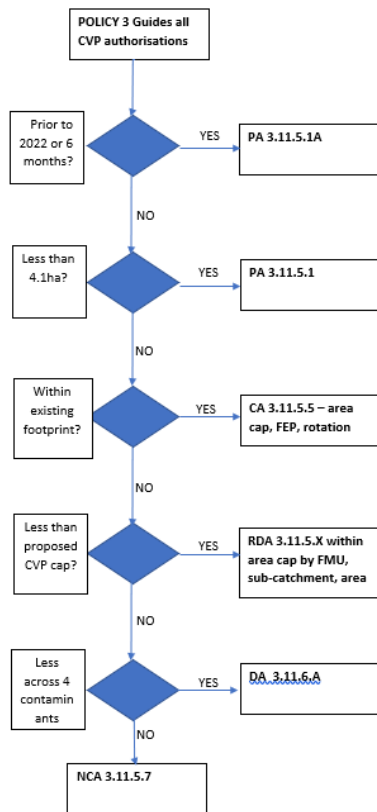 POLICY 3 Guides all
CVP authorisations
Prior to
2022 or 6
months?
YES
PA 3.11.5.1A
NO
Less than
4.1ha?
YES
PA 3.11.5.1
NO
Within
existing
footprint?
YES
CA 3.11.5.5 – area
cap, FEP, rotation
NO
Less than
proposed
CVP cap?
YES
RDA 3.11.5.X within
area cap by FMU,
sub-catchment, area
NO
Less
across 4
contamin
ants
YES
DA 3.11.6.A
NO
NCA 3.11.5.7